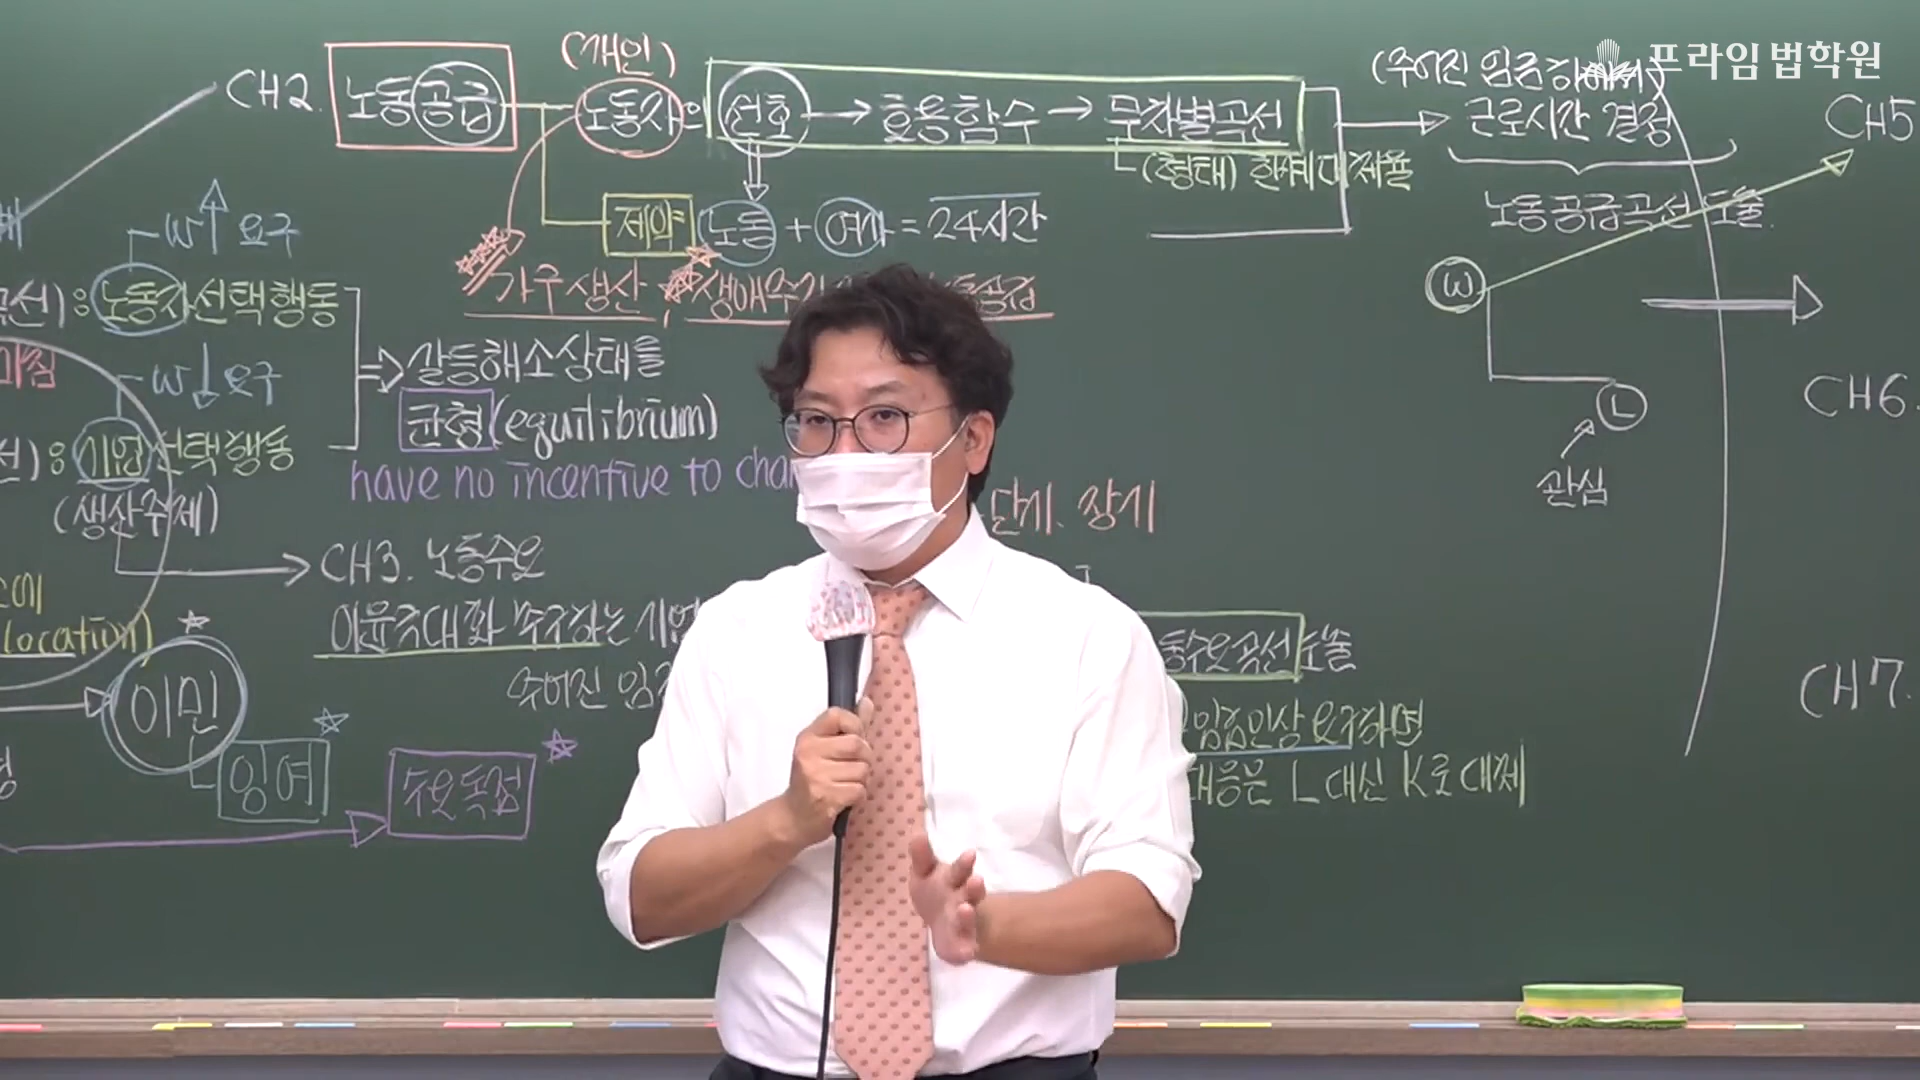 프라임법학원
(개인)
(주어진 임금하에서)
CH2. 노동공급
노동자의 선호 → 효용함수 → 무차별곡선
근로시간 결정
CH5
(형태) 한계대체율
제약 노동 + 여가 = 24시간
노동공급곡선 도출.
W↑ 요구
가구생산, 생애주기
노동자선택행동
W
갈등해소상태를
W↓ 요구
균형(equilibrium)
CH6.
L
기업선택행동
have no incentive to
관심
(생산주체)
단기. 장기
CH3. 노동수요
이윤극대화 추구하는 기업
수요곡선 도출
location)
주어진
CH7.
이민
임금인상 요구하면
잉여
수요독점
대응은 L대신 K로 대체